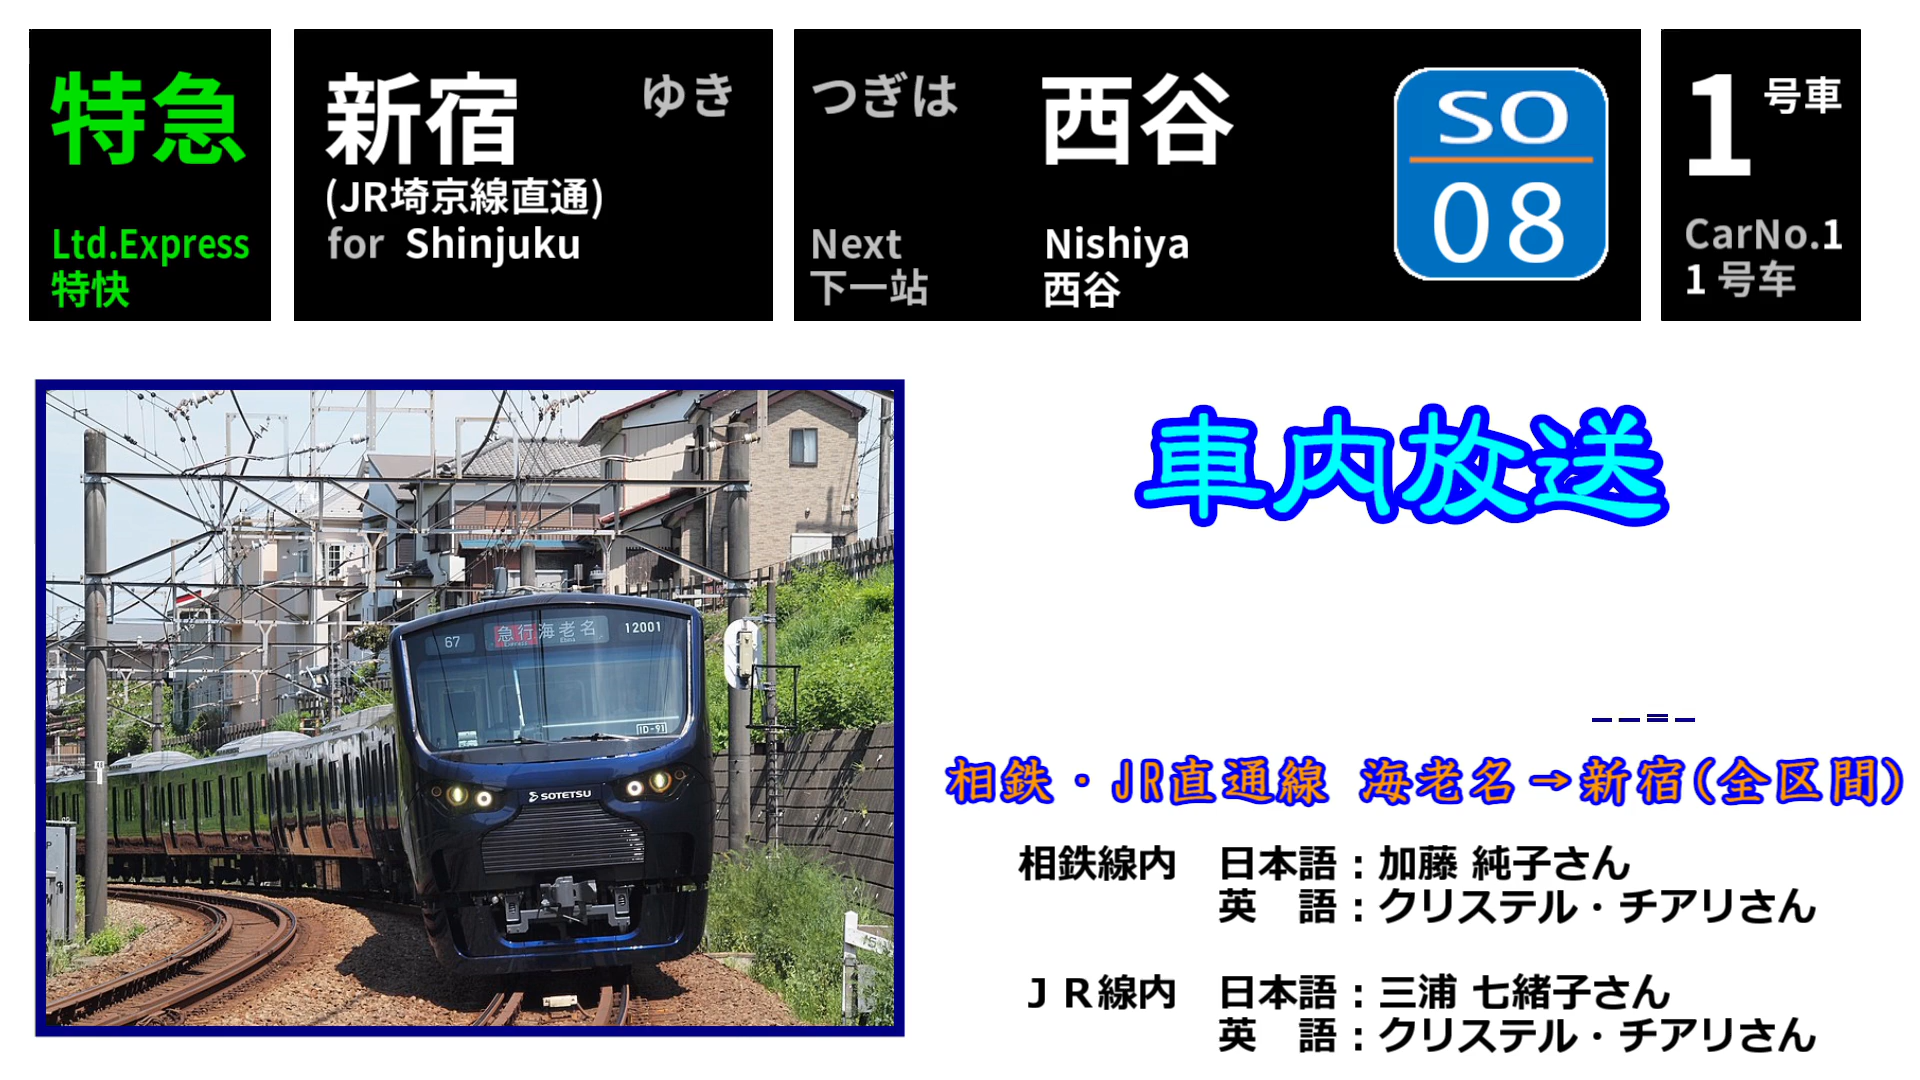 特急
Ltd.Express
特快
新宿 ゆき
(JR埼京線直通)
for Shinjuku
つぎは 西谷
Next Nishiya
下一站 西谷
SO
08
1 号車
CarNo.1
1 号车
車内放送
67 急行 海老名 12001
ID-91
SOTETSU
相鉄・JR直通線 海老名→新宿(全区間)
相鉄線内 日本語：加藤 純子さん
英 語：クリステル・チアリさん
ＪＲ線内 日本語：三浦 七緒子さん
英 語：クリステル・チアリさん